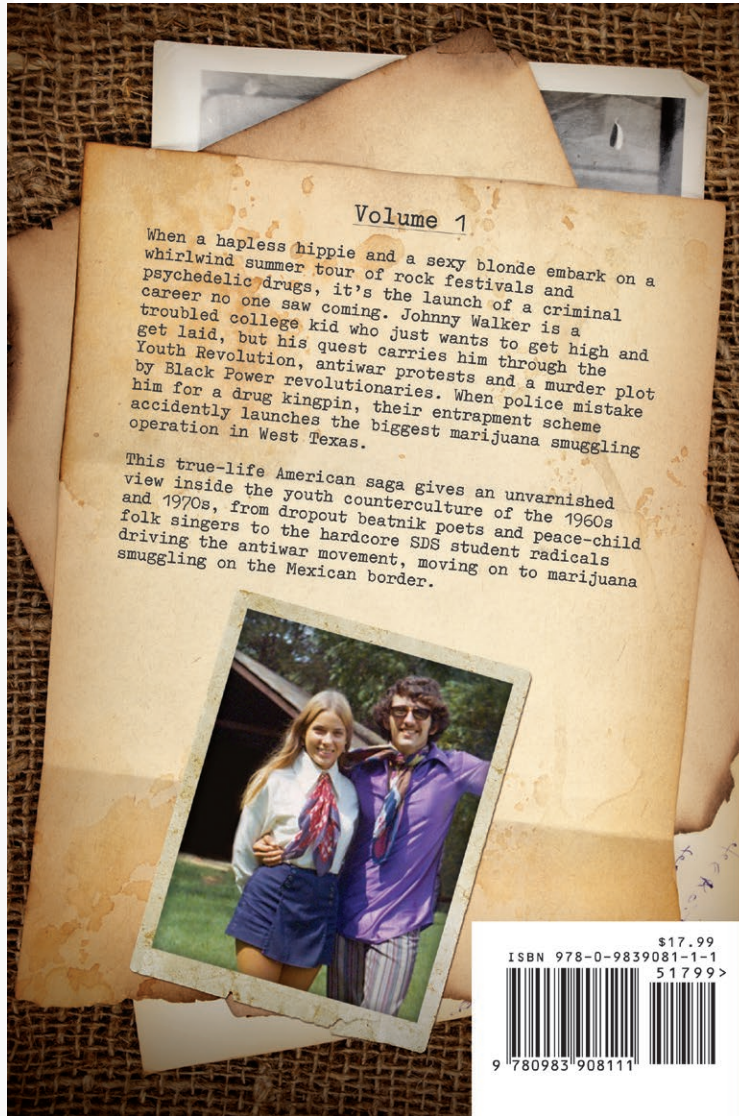 Volume 1
When a hapless hippie and a sexy blonde embark on a
whirlwind summer tour of rock festivals and
psychedelic drugs, it's the launch of a criminal
career no one saw coming. Johnny Walker is a
troubled college kid who just wants to get high and
get laid, but his quest carries him through the
Youth Revolution, antiwar protests and a murder plot
by Black Power revolutionaries. When police mistake
him for a drug kingpin, their entrapment scheme
accidently launches the biggest marijuana smuggling
operation in West Texas.
This true-life American saga gives an unvarnished
view inside the youth counterculture of the 1960s
and 1970s, from dropout beatnik poets and peace-child
folk singers to the hardcore SDS student radicals
driving the antiwar movement, moving on to marijuana
smuggling on the Mexican border.
$17.99
ISBN 978-0-9839081-1-1
51799>
9 780983 908111